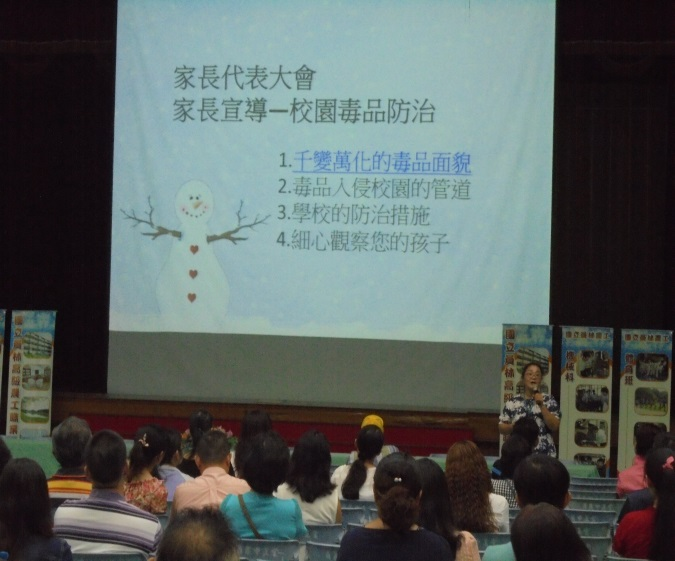 家長代表大會
家長宣導—校園毒品防治
1.千變萬化的毒品面貌
2.毒品入侵校園的管道
3.學校的防治措施
4.細心觀察您的孩子